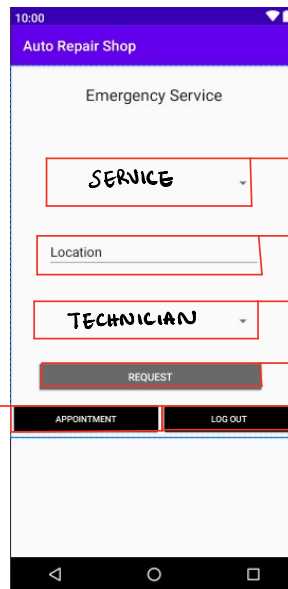 10:00
Auto Repair Shop
Emergency Service
SERVICE
Location
TECHNICIAN
REQUEST
APPOINTMENT LOG OUT